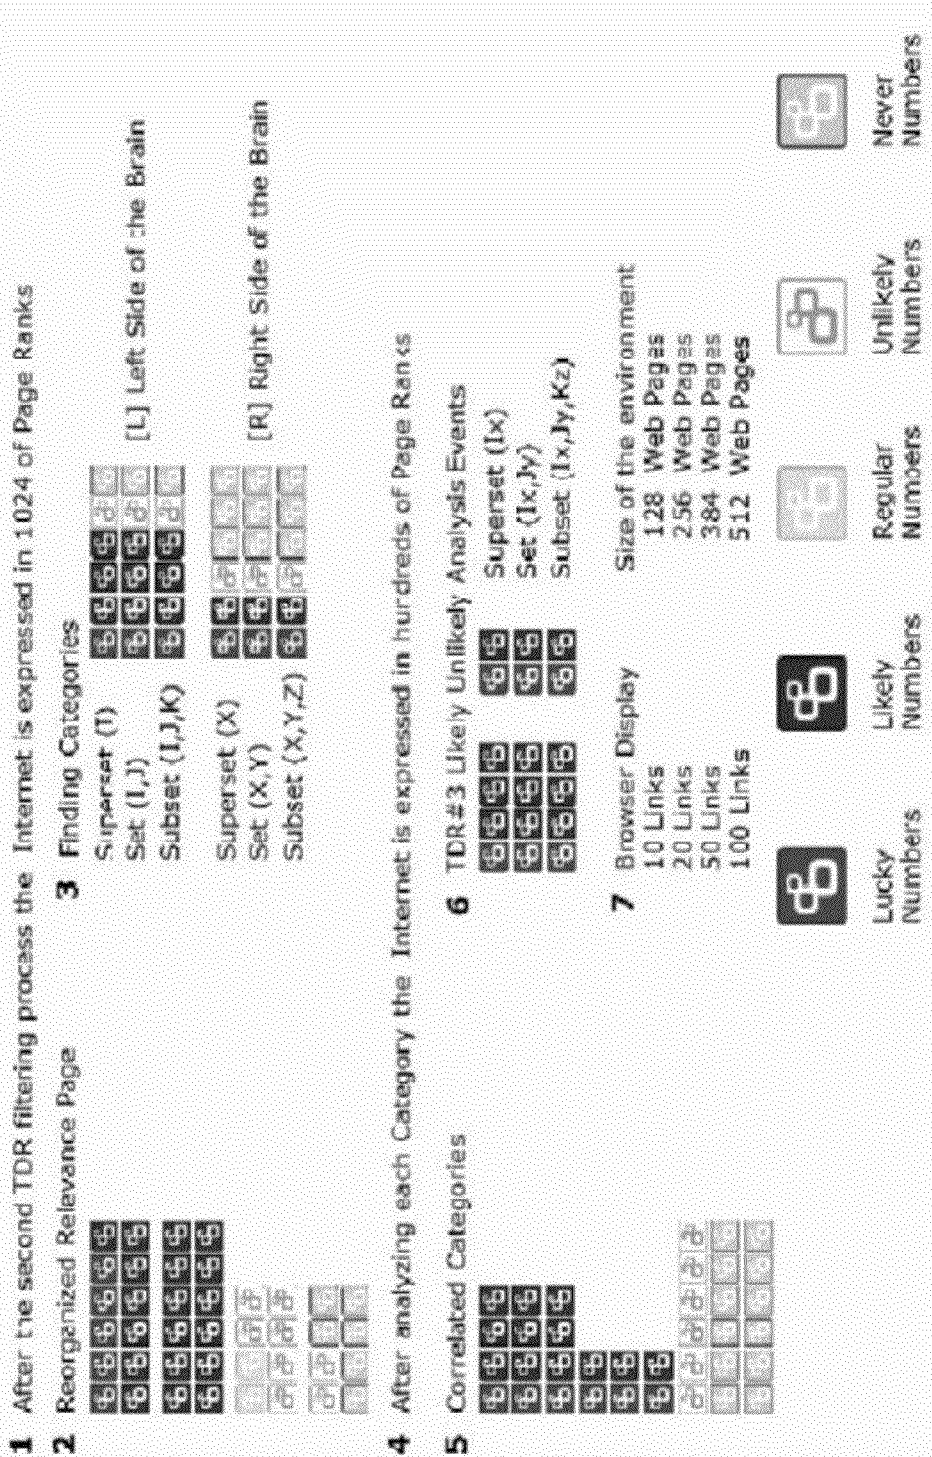 1 After the second TDR filtering process the Internet is expressed in 1024 of Page Ranks
2 Reorganized Relevance Page
3 Finding Categories
Superset (I)
Set (I,J)
Subset (I,J,K)
[L] Left Side of the Brain
Superset (X)
Set (X,Y)
Subset (X,Y,Z)
[R] Right Side of the Brain
4 After analyzing each Category the Internet is expressed in hundreds of Page Ranks
5 Correlated Categories
6 TDR#3 Likely Unlikely Analysis Events
Superset (Ix)
Set (Ix,Jy)
Subset (Ix,Jy,Kz)
7 Browser Display Size of the environment
10 Links 128 Web Pages
20 Links 256 Web Pages
50 Links 384 Web Pages
100 Links 512 Web Pages
Lucky Numbers
Likely Numbers
Regular Numbers
Unlikely Numbers
Never Numbers